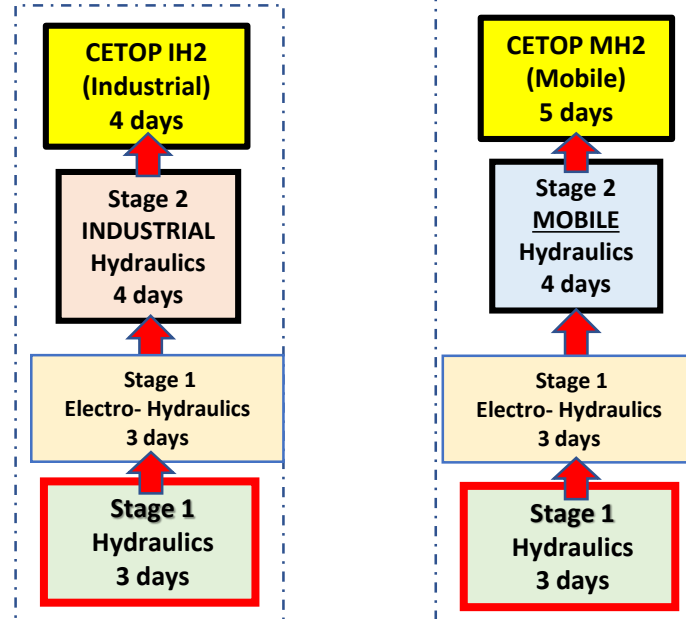 CETOP IH2
(Industrial)
4 days
Stage 2
INDUSTRIAL
Hydraulics
4 days
Stage 1
Electro- Hydraulics
3 days
Stage 1
Hydraulics
3 days
CETOP MH2
(Mobile)
5 days
Stage 2
MOBILE
Hydraulics
4 days
Stage 1
Electro- Hydraulics
3 days
Stage 1
Hydraulics
3 days